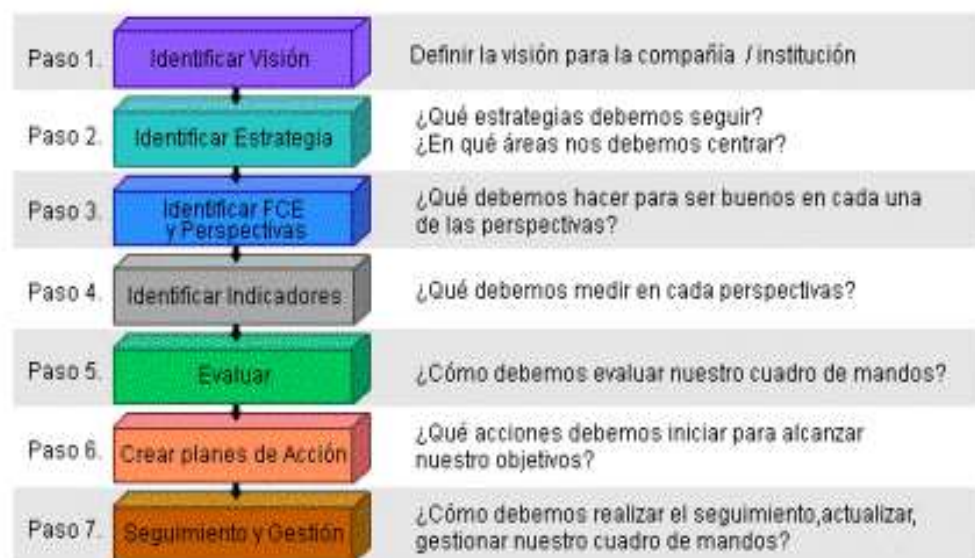 Paso 1.
Identificar Visión
Definir la visión para la compañía / institución
Paso 2.
Identificar Estrategia
¿Qué estrategias debemos seguir?
¿En qué áreas nos debemos centrar?
Paso 3.
Identificar FCE
y Perspectivas
¿Qué debemos hacer para ser buenos en cada una
de las perspectivas?
Paso 4.
Identificar Indicadores
¿Qué debemos medir en cada perspectivas?
Paso 5.
Evaluar
¿Cómo debemos evaluar nuestro cuadro de mandos?
Paso 6.
Crear planes de Acción
¿Qué acciones debemos iniciar para alcanzar
nuestro objetivos?
Paso 7.
Seguimiento y Gestión
¿Cómo debemos realizar el seguimiento,actualizar,
gestionar nuestro cuadro de mandos?